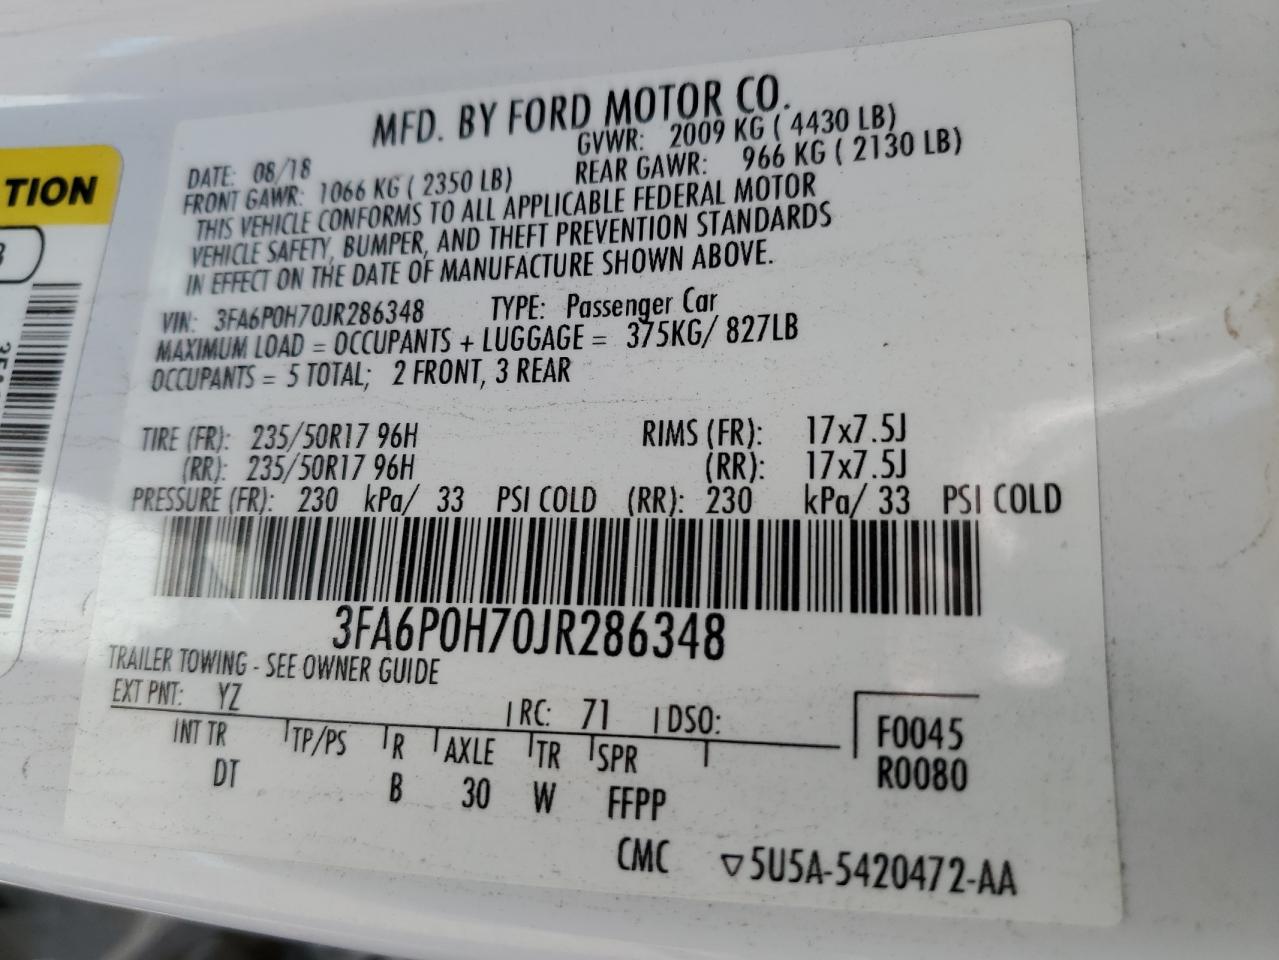 MFD. BY FORD MOTOR CO.
DATE: 08/18 GVWR: 2009 KG ( 4430 LB)
FRONT GAWR: 1066 KG ( 2350 LB) REAR GAWR: 966 KG ( 2130 LB)
THIS VEHICLE CONFORMS TO ALL APPLICABLE FEDERAL MOTOR
VEHICLE SAFETY, BUMPER, AND THEFT PREVENTION STANDARDS
IN EFFECT ON THE DATE OF MANUFACTURE SHOWN ABOVE.
VIN: 3FA6P0H70JR286348 TYPE: Passenger Car
MAXIMUM LOAD = OCCUPANTS + LUGGAGE = 375KG/ 827LB
OCCUPANTS = 5 TOTAL; 2 FRONT, 3 REAR
TIRE (FR): 235/50R17 96H RIMS (FR): 17x7.5J
(RR): 235/50R17 96H (RR): 17x7.5J
PRESSURE (FR): 230 kPa/ 33 PSI COLD (RR): 230 kPa/ 33 PSI COLD
3FA6P0H70JR286348
TRAILER TOWING - SEE OWNER GUIDE
EXT PNT: YZ RC: 71 DSO:
INT TR TP/PS R AXLE TR SPR
DT B 30 W FFPP
F0045
R0080
CMC ▽5U5A-5420472-AA
TION